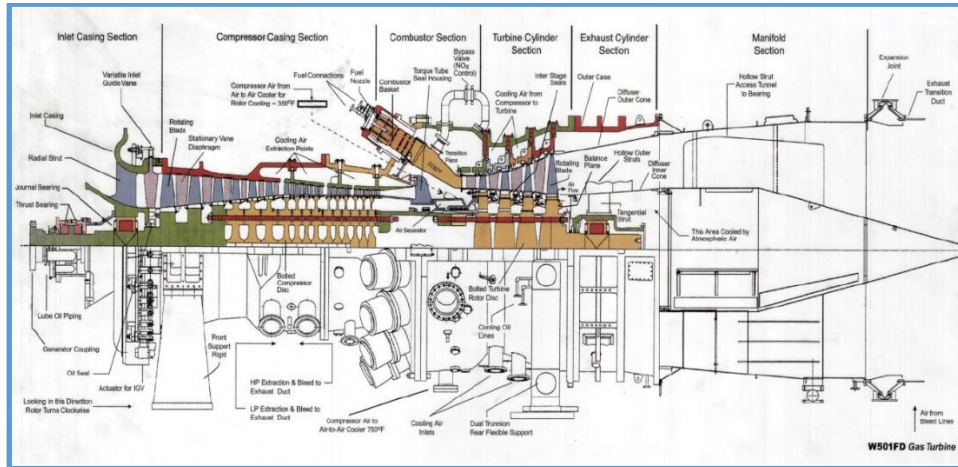 Inlet Casing Section
Compressor Casing Section
Combustor Section
Turbine Cylinder
Section
Exhaust Cylinder
Section
Manifold
Section
Variable Inlet
Guide Vane
Inlet Casing
Radial Strut
Journal Bearing
Thrust Bearing
Rotating
Blade
Stationary Vane
Diaphragm
Compressor Air from
Air to Air Cooler for
Rotor Cooling ~ 350°F
Cooling Air
Extraction Points
Fuel Connections
Fuel
Nozzle
Combustor
Basket
Torque Tube
Seal Housing
Bypass
Valve (NOx
Control)
Transition
Piece
Cooling Air from
Compressor to
Turbine
Inter Stage
Seals
Outer Case
Diffuser
Outer Cone
Rotating
Blade
Air
Flow
Balance
Plane
Hollow Outer
Struts
Diffuser
Inner
Cone
Tangential
Strut
Hollow Strut
Access Tunnel
to Bearing
Expansion
Joint
Exhaust
Transition
Duct
This Area Cooled by
Atmospheric Air
Air Separator
Lube Oil Piping
Generator Coupling
Oil Seal
Actuator for IGV
Looking in this Direction
Rotor Turns Clockwise
Front
Support
Rigid
Bolted
Compressor
Disc
HP Extraction & Bleed to
Exhaust Duct
LP Extraction & Bleed to
Exhaust Duct
Compressor Air to
Air-to-Air Cooler 750°F
Bolted Turbine
Rotor Disc
Cooling Oil
Lines
Cooling Air
Inlets
Dual Trunnion
Rear Flexible Support
Air from
Bleed Lines
W501FD Gas Turbine